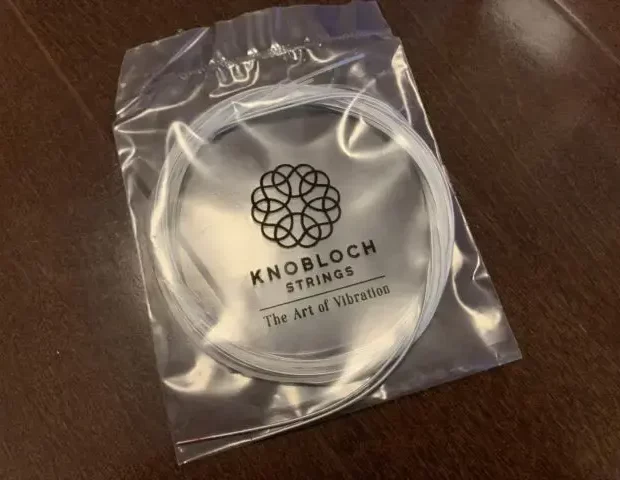 KNOBLOCH
STRINGS
The Art of Vibration